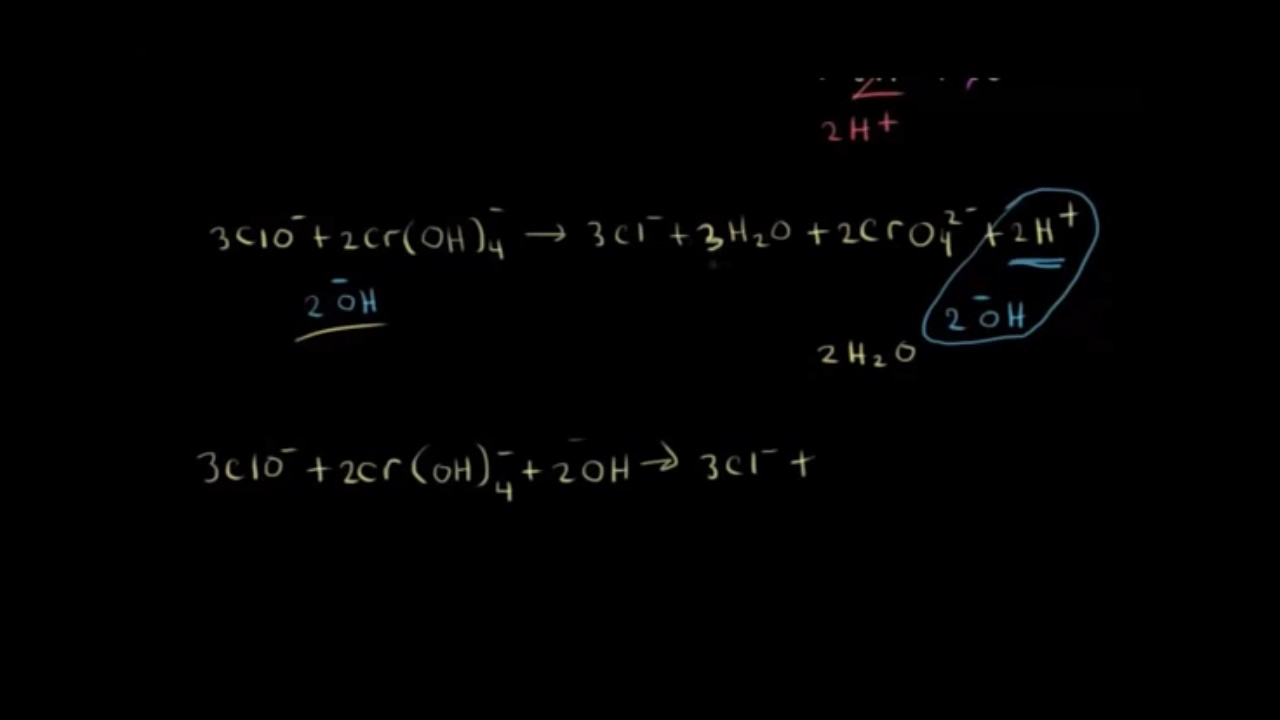 2H+
3ClO⁻ + 2Cr(OH)₄⁻ → 3Cl⁻ + 3H₂O + 2CrO₄²⁻ + 2H⁺
2 ⁻OH 2 ⁻OH
2H₂O
3ClO⁻ + 2Cr(OH)₄⁻ + 2 ⁻OH → 3Cl⁻ +